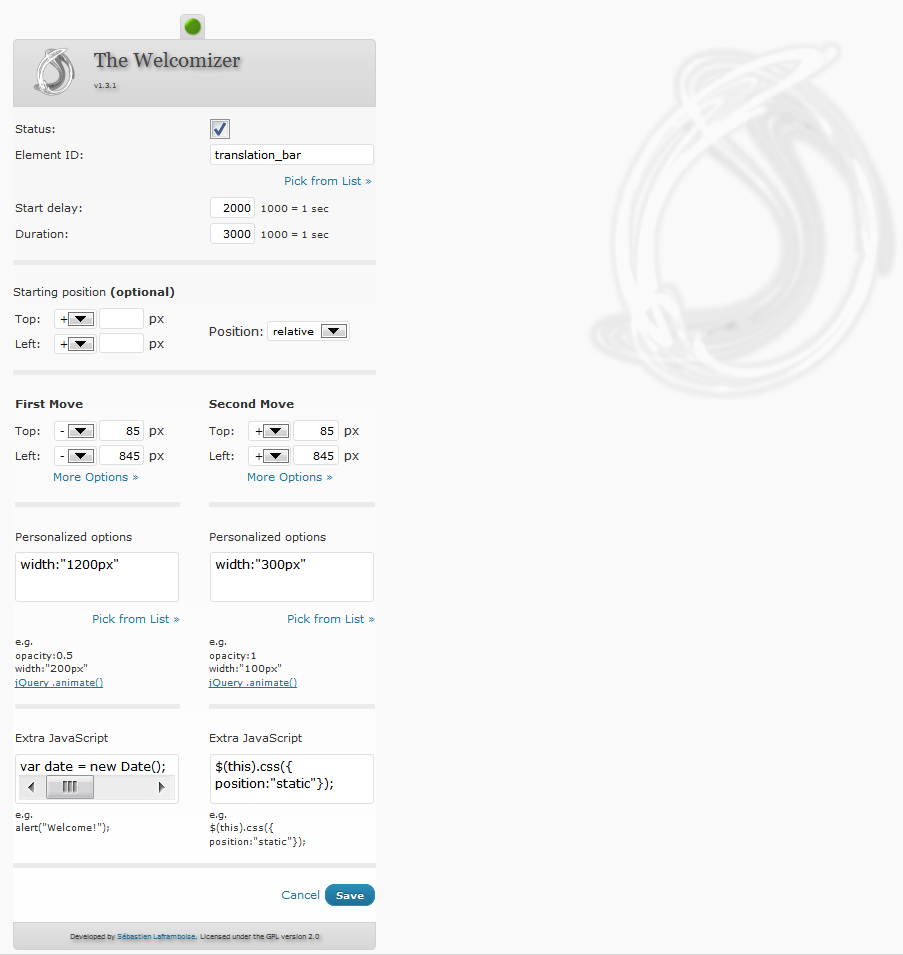 The Welcomizer
v1.3.1
Status:
Element ID: translation_bar
Pick from List »
Start delay: 2000 1000 = 1 sec
Duration: 3000 1000 = 1 sec
Starting position (optional)
Top: + px
Left: + px
Position: relative
First Move
Top: - 85 px
Left: - 845 px
More Options »
Second Move
Top: + 85 px
Left: + 845 px
More Options »
Personalized options
width:"1200px"
Pick from List »
e.g.
opacity:0.5
width:"200px"
jQuery .animate()
Personalized options
width:"300px"
Pick from List »
e.g.
opacity:1
width:"100px"
jQuery .animate()
Extra JavaScript
var date = new Date();
e.g.
alert("Welcome!");
Extra JavaScript
$(this).css({
position:"static"});
e.g.
$(this).css({
position:"static"});
Cancel Save
Developed by Sébastien Laframboise. Licensed under the GPL version 2.0